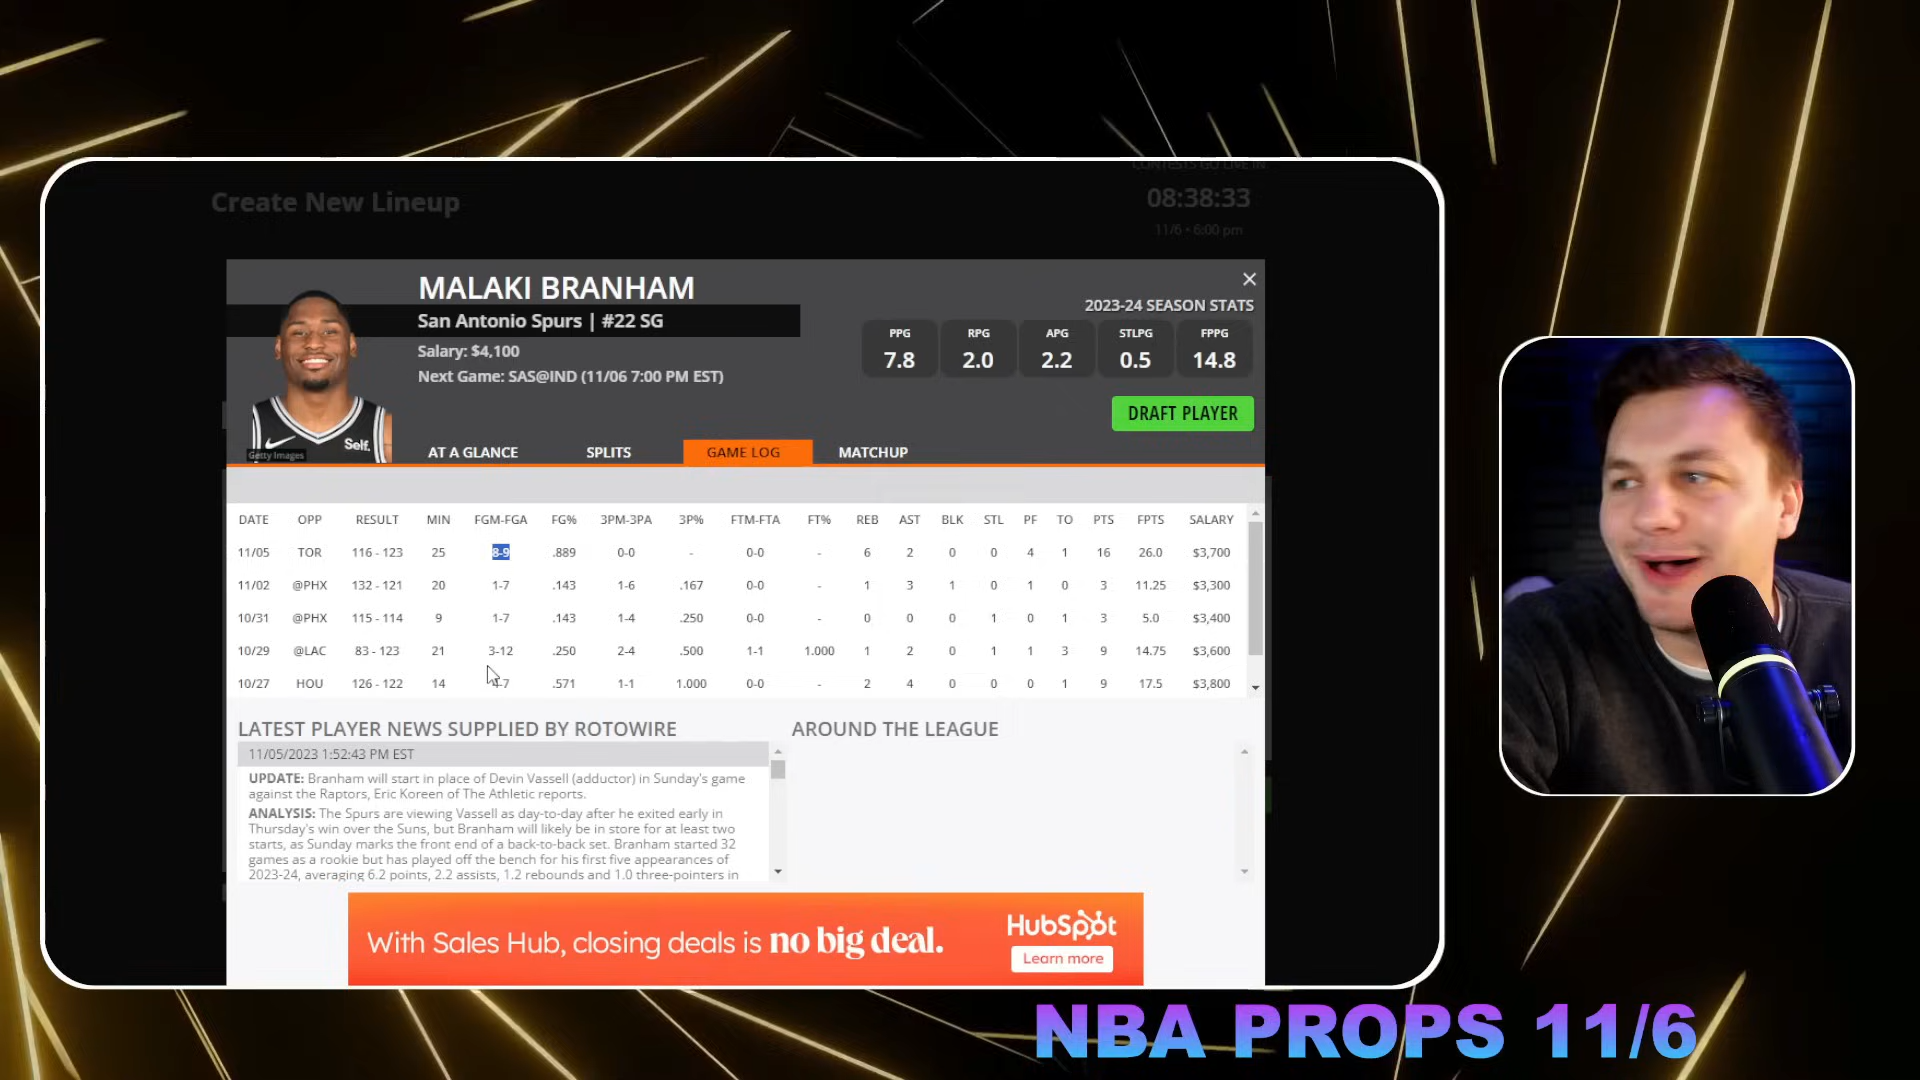 CONTESTS GO LIVE IN
Create New Lineup
08:38:33
11/6 • 6:00 pm
MALAKI BRANHAM
San Antonio Spurs | #22 SG
Salary: $4,100
Next Game: SAS@IND (11/06 7:00 PM EST)
2023-24 SEASON STATS
PPG RPG APG STLPG FPPG
7.8 2.0 2.2 0.5 14.8
DRAFT PLAYER
Self.
Getty Images
AT A GLANCE SPLITS GAME LOG MATCHUP
DATE OPP RESULT MIN FGM-FGA FG% 3PM-3PA 3P% FTM-FTA FT% REB AST BLK STL PF TO PTS FPTS SALARY
11/05 TOR 116 - 123 25 8-9 .889 0-0 - 0-0 - 6 2 0 0 4 1 16 26.0 $3,700
11/02 @PHX 132 - 121 20 1-7 .143 1-6 .167 0-0 - 1 3 1 0 1 0 3 11.25 $3,300
10/31 @PHX 115 - 114 9 1-7 .143 1-4 .250 0-0 - 0 0 0 1 0 1 3 5.0 $3,400
10/29 @LAC 83 - 123 21 3-12 .250 2-4 .500 1-1 1.000 1 2 0 1 1 3 9 14.75 $3,600
10/27 HOU 126 - 122 14 4-7 .571 1-1 1.000 0-0 - 2 4 0 0 0 1 9 17.5 $3,800
LATEST PLAYER NEWS SUPPLIED BY ROTOWIRE
AROUND THE LEAGUE
11/05/2023 1:52:43 PM EST
UPDATE: Branham will start in place of Devin Vassell (adductor) in Sunday's game
against the Raptors, Eric Koreen of The Athletic reports.
ANALYSIS: The Spurs are viewing Vassell as day-to-day after he exited early in
Thursday's win over the Suns, but Branham will likely be in store for at least two
starts, as Sunday marks the front end of a back-to-back set. Branham started 32
games as a rookie but has played off the bench for his first five appearances of
2023-24, averaging 6.2 points, 2.2 assists, 1.2 rebounds and 1.0 three-pointers in
With Sales Hub, closing deals is no big deal.
HubSpot
Learn more
NBA PROPS 11/6